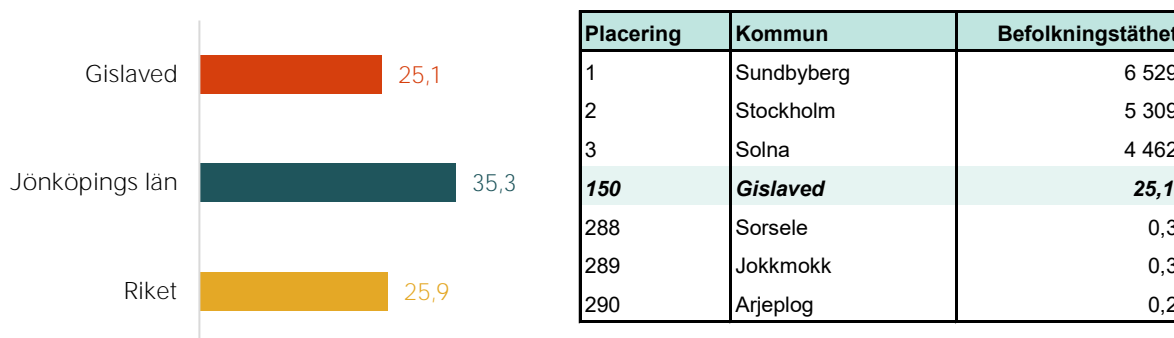 Gislaved 25,1
Jönköpings län 35,3
Riket 25,9
Placering Kommun Befolkningstäthet
1 Sundbyberg 6 529
2 Stockholm 5 309
3 Solna 4 462
150 Gislaved 25,1
288 Sorsele 0,3
289 Jokkmokk 0,3
290 Arjeplog 0,2